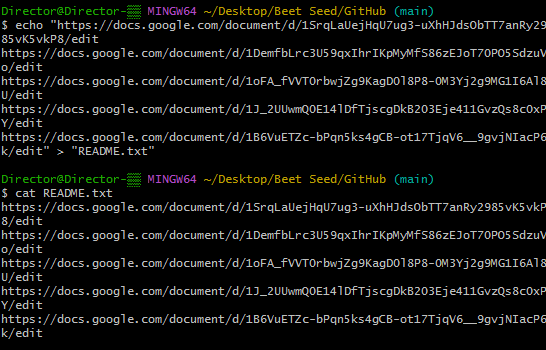 Director@Director-▒▒ MINGW64 ~/Desktop/Beet Seed/GitHub (main)
$ echo "https://docs.google.com/document/d/1SrqLaUejHqU7ug3-uXhHJdsObTT7anRy29
85vK5vkP8/edit
https://docs.google.com/document/d/1DemfbLrc3U59qxIhrIKpMyMfS86zEJoT7OPO5SdzuV
o/edit
https://docs.google.com/document/d/1oFA_fVVTOrbwjZg9KagDOl8P8-OM3Yj2g9MG1I6Al8
U/edit
https://docs.google.com/document/d/1J_2UUwmQOE14lDfTjscgDkB2O3Eje411GvzQs8cOxP
Y/edit
https://docs.google.com/document/d/1B6VuETZc-bPqn5ks4gCB-ot17TjqV6__9gvjNIacP6
k/edit" > "README.txt"
Director@Director-▒▒ MINGW64 ~/Desktop/Beet Seed/GitHub (main)
$ cat README.txt
https://docs.google.com/document/d/1SrqLaUejHqU7ug3-uXhHJdsObTT7anRy2985vK5vkP
8/edit
https://docs.google.com/document/d/1DemfbLrc3U59qxIhrIKpMyMfS86zEJoT7OPO5SdzuV
o/edit
https://docs.google.com/document/d/1oFA_fVVTOrbwjZg9KagDOl8P8-OM3Yj2g9MG1I6Al8
U/edit
https://docs.google.com/document/d/1J_2UUwmQOE14lDfTjscgDkB2O3Eje411GvzQs8cOxP
Y/edit
https://docs.google.com/document/d/1B6VuETZc-bPqn5ks4gCB-ot17TjqV6__9gvjNIacP6
k/edit